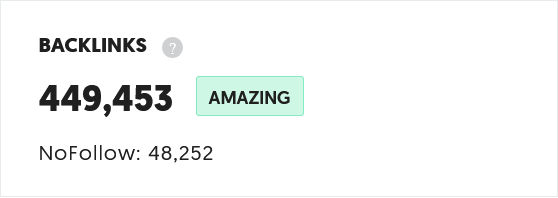 BACKLINKS ?
449,453 AMAZING
NoFollow: 48,252